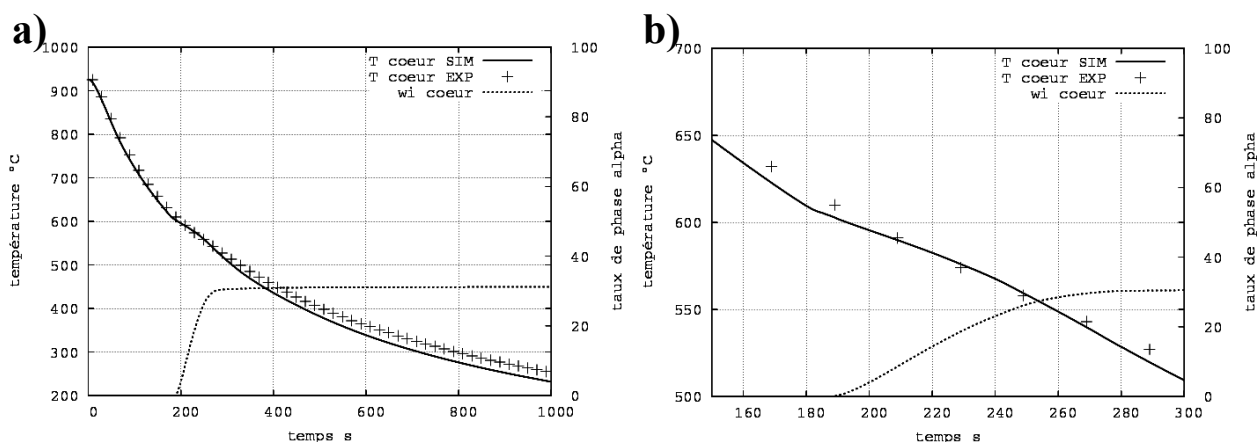 a)
1000
900
800
700
600
500
400
300
200
température °C
T coeur SIM
T coeur EXP
wi coeur
100
80
60
40
20
0
taux de phase alpha
0 200 400 600 800 1000
temps s
b)
700
650
600
550
500
température °C
T coeur SIM
T coeur EXP
wi coeur
100
80
60
40
20
0
taux de phase alpha
160 180 200 220 240 260 280 300
temps s